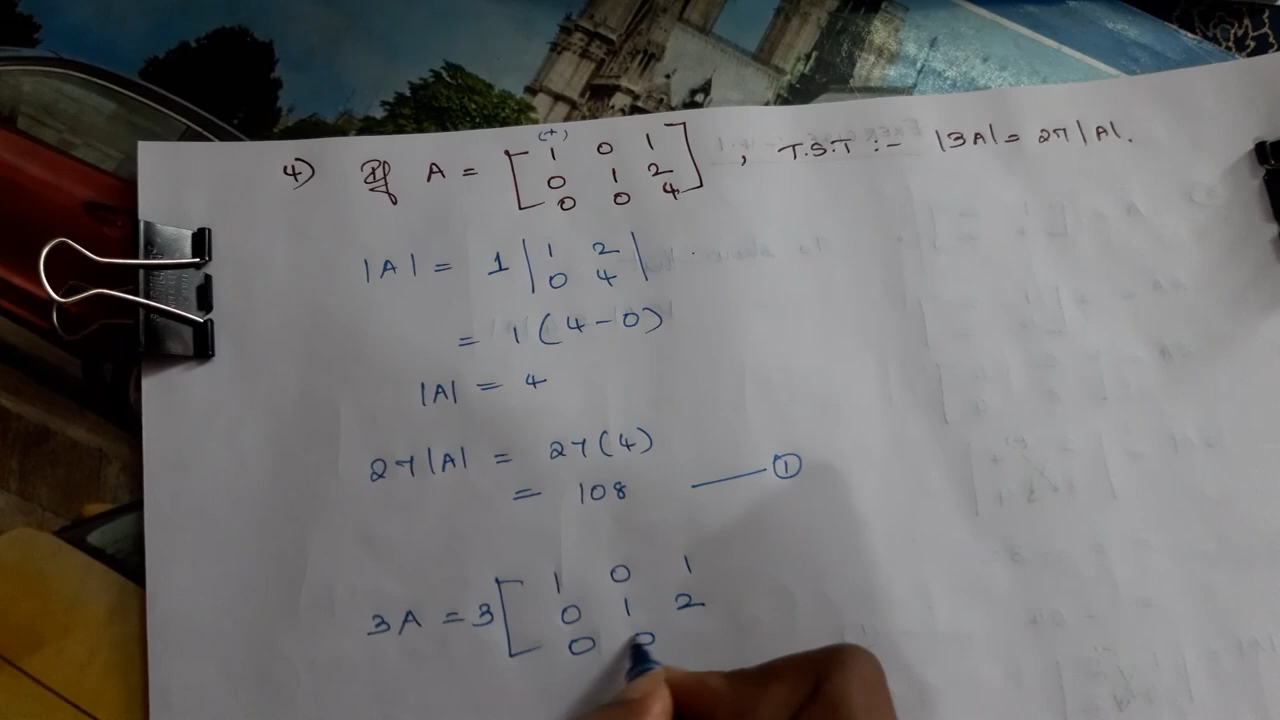 4) If A = [ 1 0 1 , T.S.T :- |3A| = 27|A|.
(+)
0 1 2
0 0 4 ]
|A| = 1 | 1 2
0 4 |
= 1 (4-0)
|A| = 4
27|A| = 27(4)
= 108 —— ①
3A = 3 [ 1 0 1
0 1 2
0 0